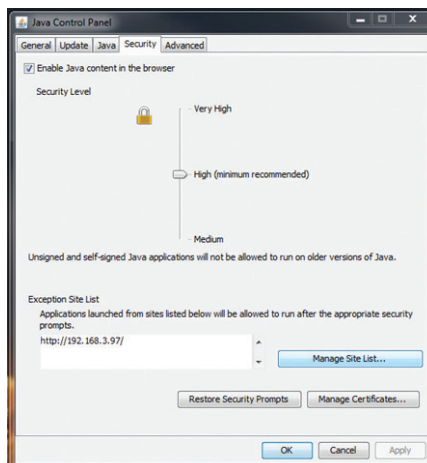 Java Control Panel
General Update Java Security Advanced
Enable Java content in the browser
Security Level
Very High
High (minimum recommended)
Medium
Unsigned and self-signed Java applications will not be allowed to run on older versions of Java.
Exception Site List
Applications launched from sites listed below will be allowed to run after the appropriate security
prompts.
http://192.168.3.97/
Manage Site List...
Restore Security Prompts Manage Certificates...
OK Cancel Apply